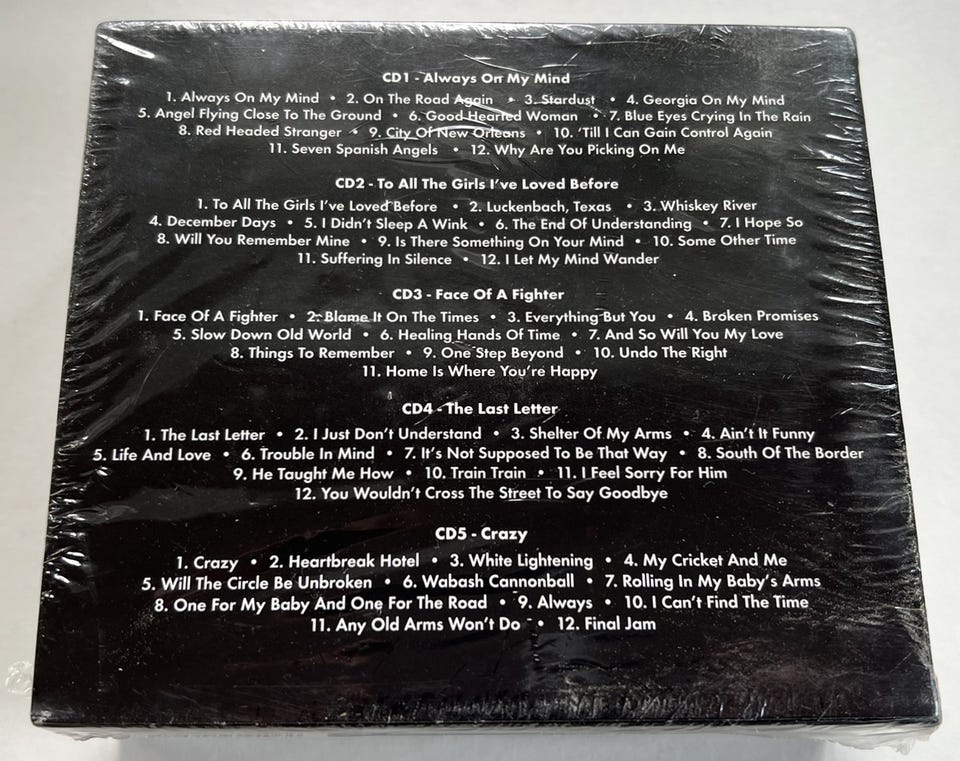 CD1 - Always On My Mind
1. Always On My Mind • 2. On The Road Again • 3. Stardust • 4. Georgia On My Mind
5. Angel Flying Close To The Ground • 6. Good Hearted Woman • 7. Blue Eyes Crying In The Rain
8. Red Headed Stranger • 9. City Of New Orleans • 10. 'Till I Can Gain Control Again
11. Seven Spanish Angels • 12. Why Are You Picking On Me
CD2 - To All The Girls I've Loved Before
1. To All The Girls I've Loved Before • 2. Luckenbach, Texas • 3. Whiskey River
4. December Days • 5. I Didn't Sleep A Wink • 6. The End Of Understanding • 7. I Hope So
8. Will You Remember Mine • 9. Is There Something On Your Mind • 10. Some Other Time
11. Suffering In Silence • 12. I Let My Mind Wander
CD3 - Face Of A Fighter
1. Face Of A Fighter • 2. Blame It On The Times • 3. Everything But You • 4. Broken Promises
5. Slow Down Old World • 6. Healing Hands Of Time • 7. And So Will You My Love
8. Things To Remember • 9. One Step Beyond • 10. Undo The Right
11. Home Is Where You're Happy
CD4 - The Last Letter
1. The Last Letter • 2. I Just Don't Understand • 3. Shelter Of My Arms • 4. Ain't It Funny
5. Life And Love • 6. Trouble In Mind • 7. It's Not Supposed To Be That Way • 8. South Of The Border
9. He Taught Me How • 10. Train Train • 11. I Feel Sorry For Him
12. You Wouldn't Cross The Street To Say Goodbye
CD5 - Crazy
1. Crazy • 2. Heartbreak Hotel • 3. White Lightening • 4. My Cricket And Me
5. Will The Circle Be Unbroken • 6. Wabash Cannonball • 7. Rolling In My Baby's Arms
8. One For My Baby And One For The Road • 9. Always • 10. I Can't Find The Time
11. Any Old Arms Won't Do • 12. Final Jam